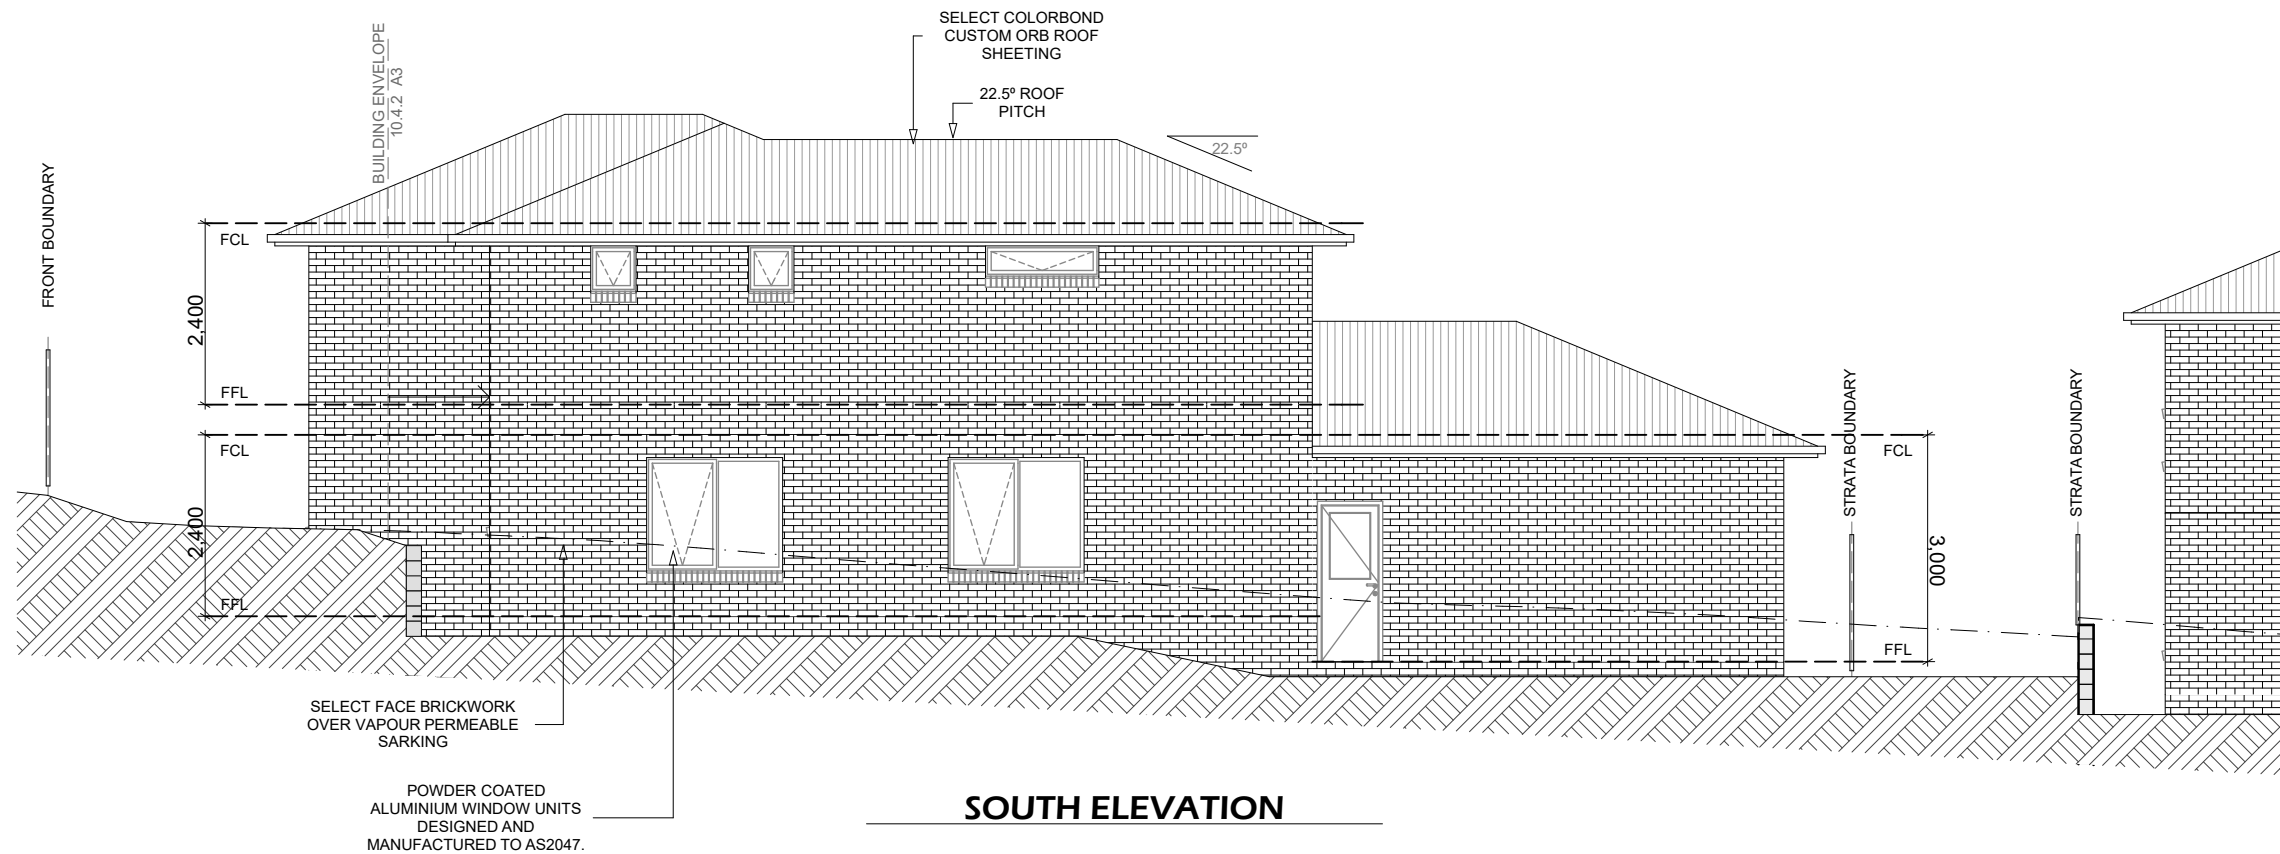 SELECT COLORBOND
CUSTOM ORB ROOF
SHEETING
22.5º ROOF
PITCH
22.5º
BUILDING ENVELOPE
10.4.2 A3
FRONT BOUNDARY
FCL
2,400
FFL
FCL
2,400
FFL
STRATA BOUNDARY
FCL
3,000
FFL
STRATA BOUNDARY
SELECT FACE BRICKWORK
OVER VAPOUR PERMEABLE
SARKING
POWDER COATED
ALUMINIUM WINDOW UNITS
DESIGNED AND
MANUFACTURED TO AS2047.
SOUTH ELEVATION